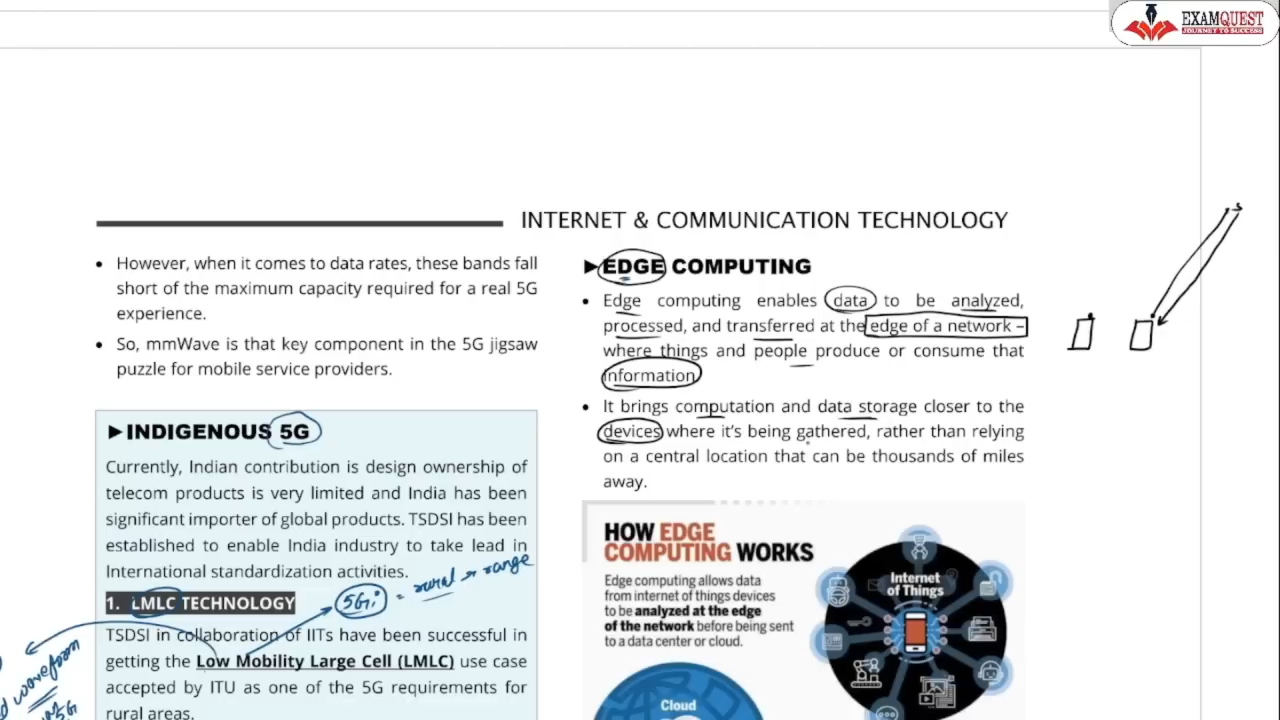 EXAMQUEST
JOURNEY TO SUCCESS
INTERNET & COMMUNICATION TECHNOLOGY
• However, when it comes to data rates, these bands fall
short of the maximum capacity required for a real 5G
experience.
• So, mmWave is that key component in the 5G jigsaw
puzzle for mobile service providers.
►INDIGENOUS 5G
Currently, Indian contribution is design ownership of
telecom products is very limited and India has been
significant importer of global products. TSDSI has been
established to enable India industry to take lead in
International standardization activities.
1. LMLC TECHNOLOGY
5Gi = rural → range
TSDSI in collaboration of IITs have been successful in
getting the Low Mobility Large Cell (LMLC) use case
accepted by ITU as one of the 5G requirements for
rural areas.
waveform
5G
►EDGE COMPUTING
• Edge computing enables data to be analyzed,
processed, and transferred at the edge of a network –
where things and people produce or consume that
information
• It brings computation and data storage closer to the
devices where it's being gathered, rather than relying
on a central location that can be thousands of miles
away.
HOW EDGE
COMPUTING WORKS
Edge computing allows data
from internet of things devices
to be analyzed at the edge
of the network before being sent
to a data center or cloud.
Internet
of Things
Cloud